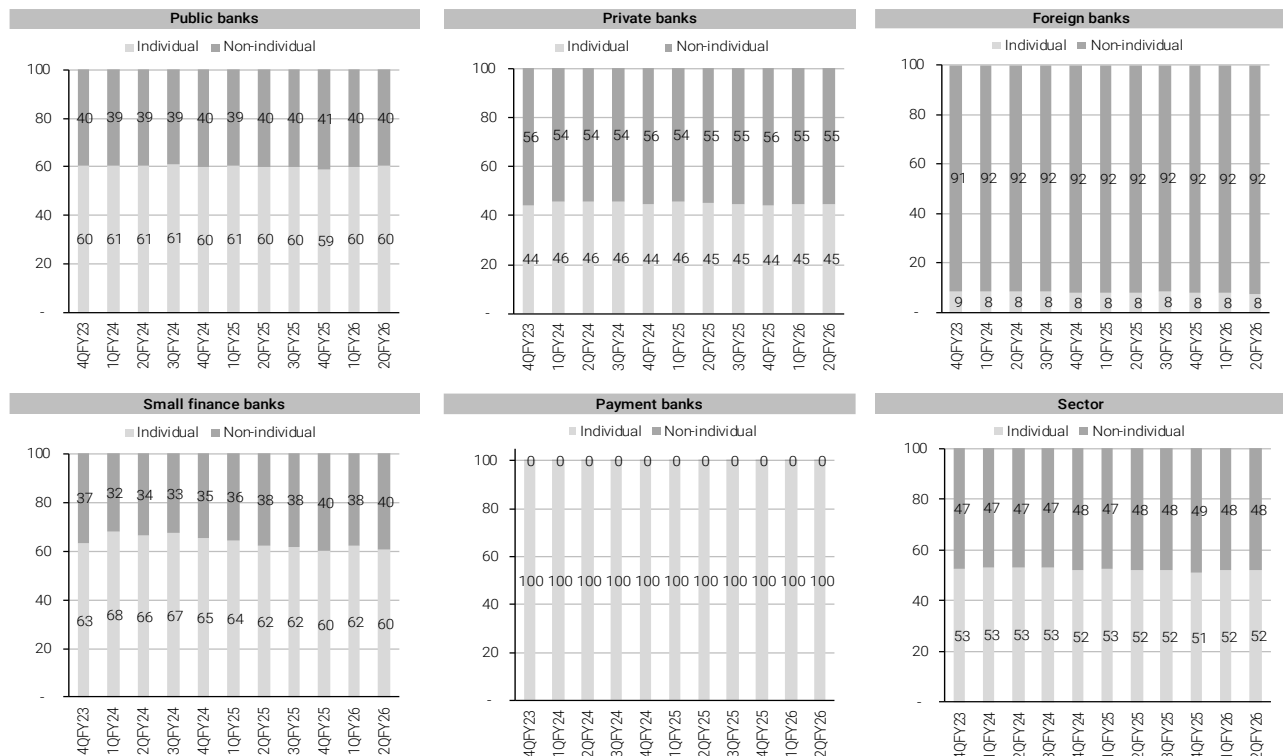 Public banks
Individual Non-individual
100
80
60
40
20
-
40 39 39 39 40 39 40 40 41 40 40
60 61 61 61 60 61 60 60 59 60 60
4QFY23 1QFY24 2QFY24 3QFY24 4QFY24 1QFY25 2QFY25 3QFY25 4QFY25 1QFY26 2QFY26
Private banks
Individual Non-individual
100
80
60
40
20
-
56 54 54 54 56 54 55 55 56 55 55
44 46 46 46 44 46 45 45 44 45 45
4QFY23 1QFY24 2QFY24 3QFY24 4QFY24 1QFY25 2QFY25 3QFY25 4QFY25 1QFY26 2QFY26
Foreign banks
Individual Non-individual
100
80
60
40
20
-
91 92 92 92 92 92 92 92 92 92 92
9 8 8 8 8 8 8 8 8 8 8
4QFY23 1QFY24 2QFY24 3QFY24 4QFY24 1QFY25 2QFY25 3QFY25 4QFY25 1QFY26 2QFY26
Small finance banks
Individual Non-individual
100
80
60
40
20
-
37 32 34 33 35 36 38 38 40 38 40
63 68 66 67 65 64 62 62 60 62 60
4QFY23 1QFY24 2QFY24 3QFY24 4QFY24 1QFY25 2QFY25 3QFY25 4QFY25 1QFY26 2QFY26
Payment banks
Individual Non-individual
100
80
60
40
20
-
0 0 0 0 0 0 0 0 0 0 0
100 100 100 100 100 100 100 100 100 100 100
4QFY23 1QFY24 2QFY24 3QFY24 4QFY24 1QFY25 2QFY25 3QFY25 4QFY25 1QFY26 2QFY26
Sector
Individual Non-individual
100
80
60
40
20
-
47 47 47 47 48 47 48 48 49 48 48
53 53 53 53 52 53 52 52 51 52 52
4QFY23 1QFY24 2QFY24 3QFY24 4QFY24 1QFY25 2QFY25 3QFY25 4QFY25 1QFY26 2QFY26